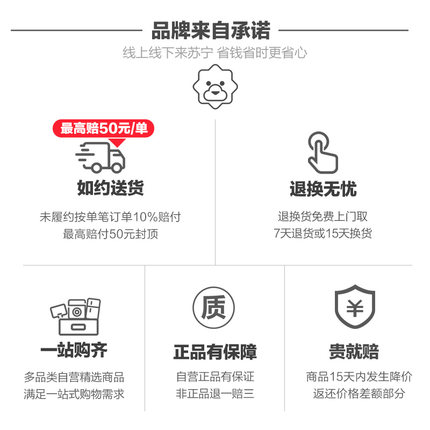 品牌来自承诺
线上线下来苏宁 省钱省时更省心
最高赔50元/单
如约送货
未履约按单笔订单10%赔付
最高赔付50元封顶
退换无忧
退换货免费上门取
7天退货或15天换货
一站购齐
多品类自营精选商品
满足一站式购物需求
质
正品有保障
自营正品有保证
非正品退一赔三
¥
贵就赔
商品15天内发生降价
返还价格差额部分